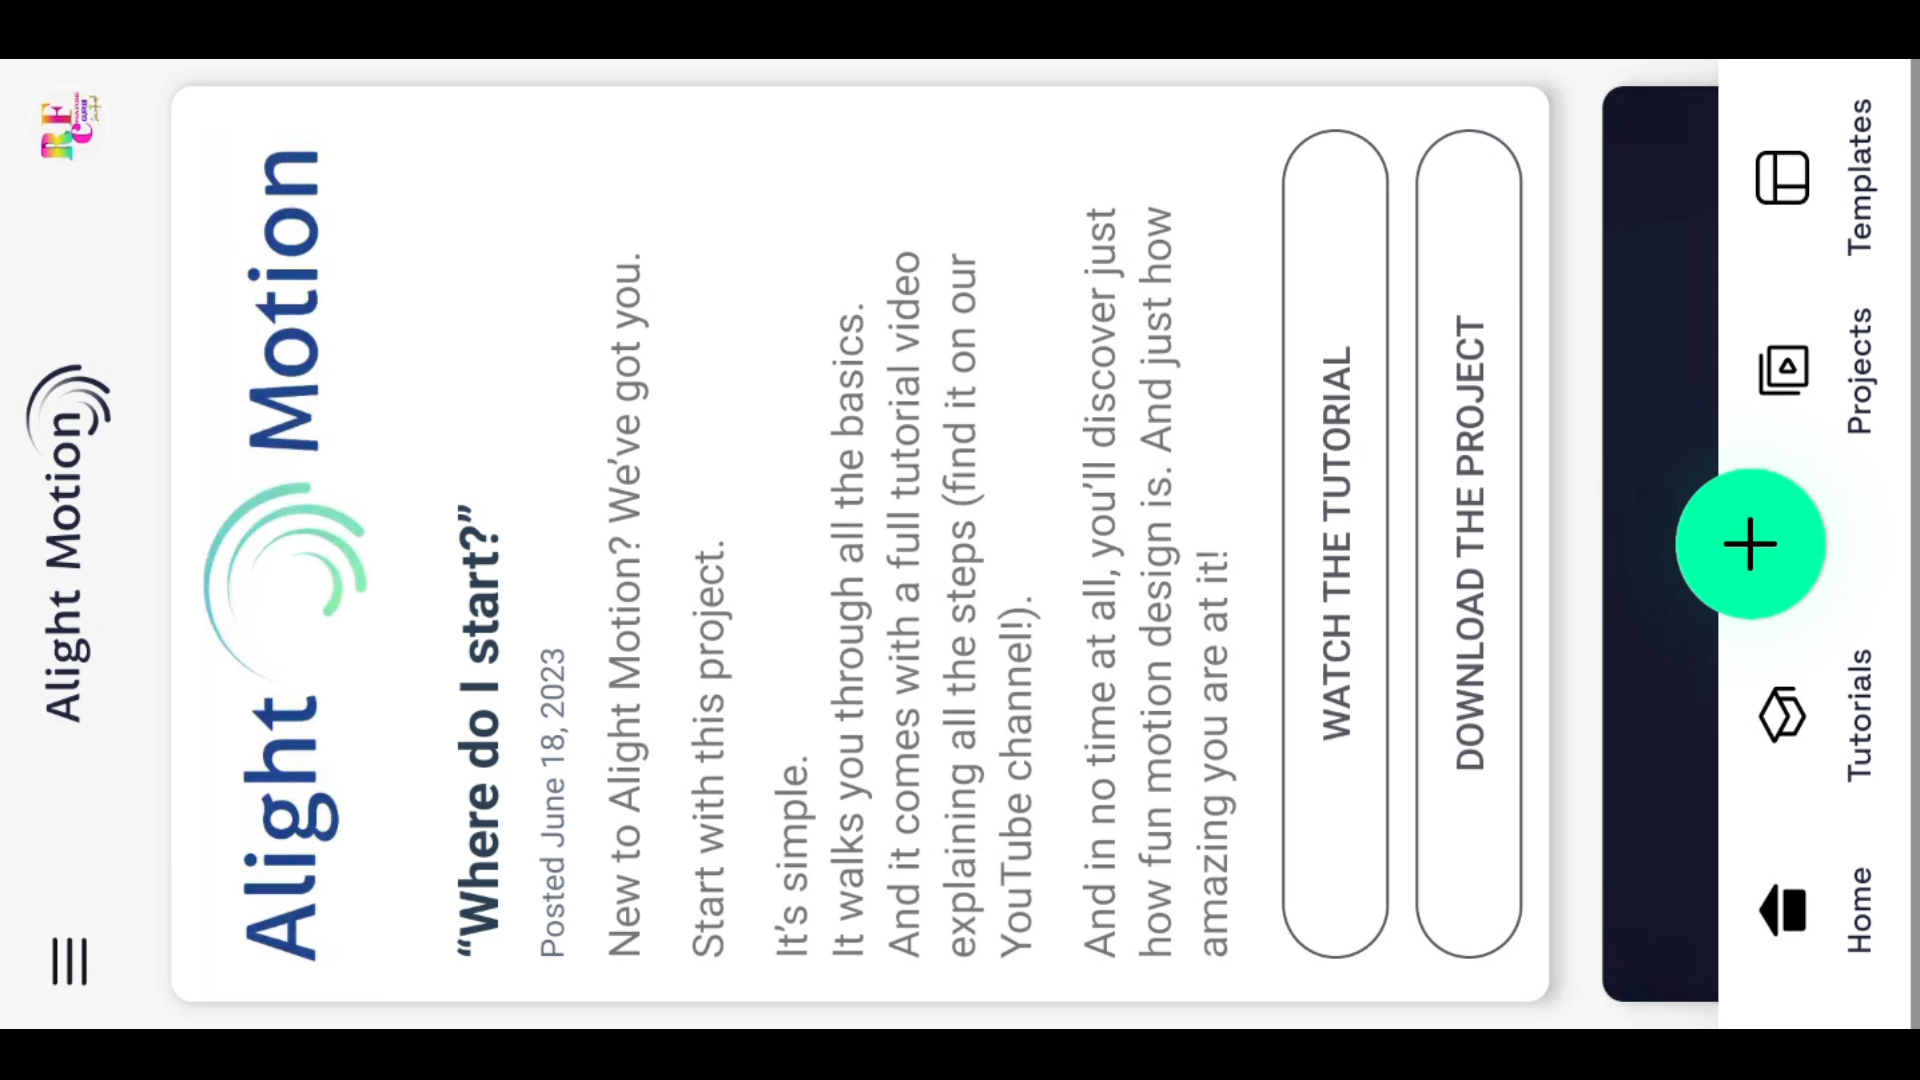 Alight Motion
RF
Alight Motion
“Where do I start?”
Posted June 18, 2023
New to Alight Motion? We’ve got you.
Start with this project.
It’s simple.
It walks you through all the basics.
And it comes with a full tutorial video
explaining all the steps (find it on our
YouTube channel!).
And in no time at all, you’ll discover just
how fun motion design is. And just how
amazing you are at it!
WATCH THE TUTORIAL
DOWNLOAD THE PROJECT
Home
Tutorials
Projects
Templates